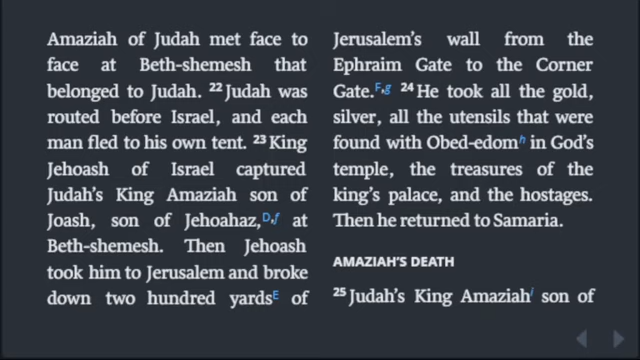 Amaziah of Judah met face to
face at Beth-shemesh that
belonged to Judah. 22 Judah was
routed before Israel, and each
man fled to his own tent. 23 King
Jehoash of Israel captured
Judah’s King Amaziah son of
Joash, son of Jehoahaz,D,f at
Beth-shemesh. Then Jehoash
took him to Jerusalem and broke
down two hundred yardsE of
Jerusalem’s wall from the
Ephraim Gate to the Corner
Gate.F,g 24 He took all the gold,
silver, all the utensils that were
found with Obed-edomh in God’s
temple, the treasures of the
king’s palace, and the hostages.
Then he returned to Samaria.
AMAZIAH’S DEATH
25 Judah’s King Amaziahi son of